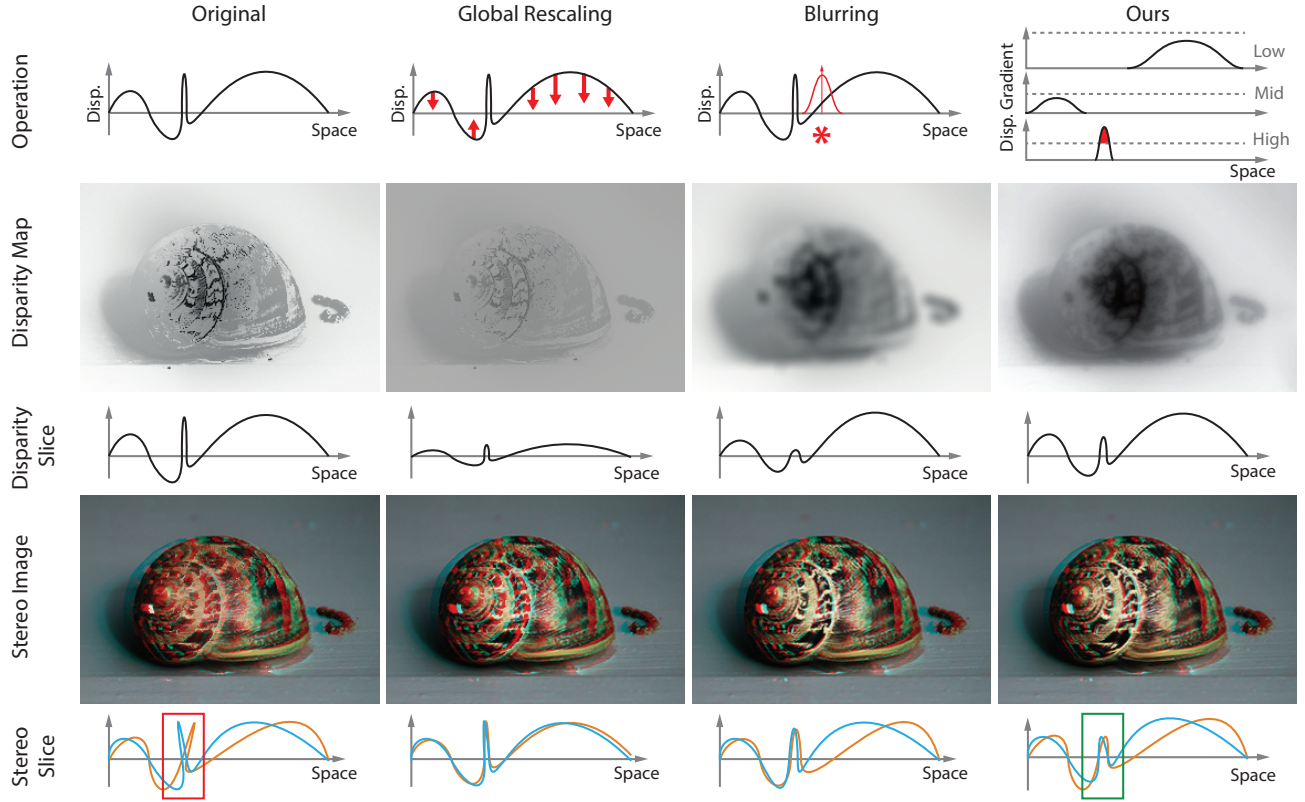 Original
Global Rescaling
Blurring
Ours
Operation
Disp.
Space
Disp.
Space
Disp.
Space
*
Disp. Gradient
Low
Mid
High
Space
Disparity Map
Disparity
Slice
Space
Space
Space
Space
Stereo Image
Stereo
Slice
Space
Space
Space
Space